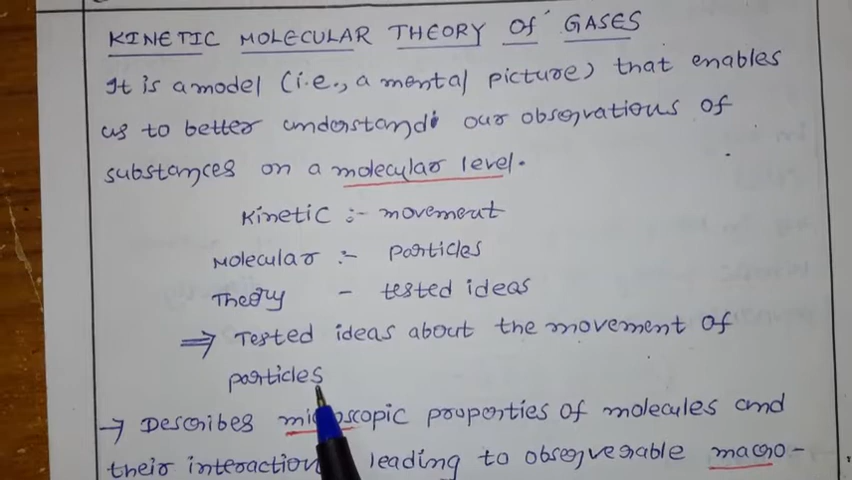 KINETIC MOLECULAR THEORY Of GASES
It is a model (i.e., a mental picture) that enables
us to better understand our observations of
substances on a molecular level.
Kinetic :- movement
Molecular :- particles
Theory - tested ideas
⇒ Tested ideas about the movement of
particles
→ Describes microscopic properties of molecules and
their interaction leading to observerable macro-